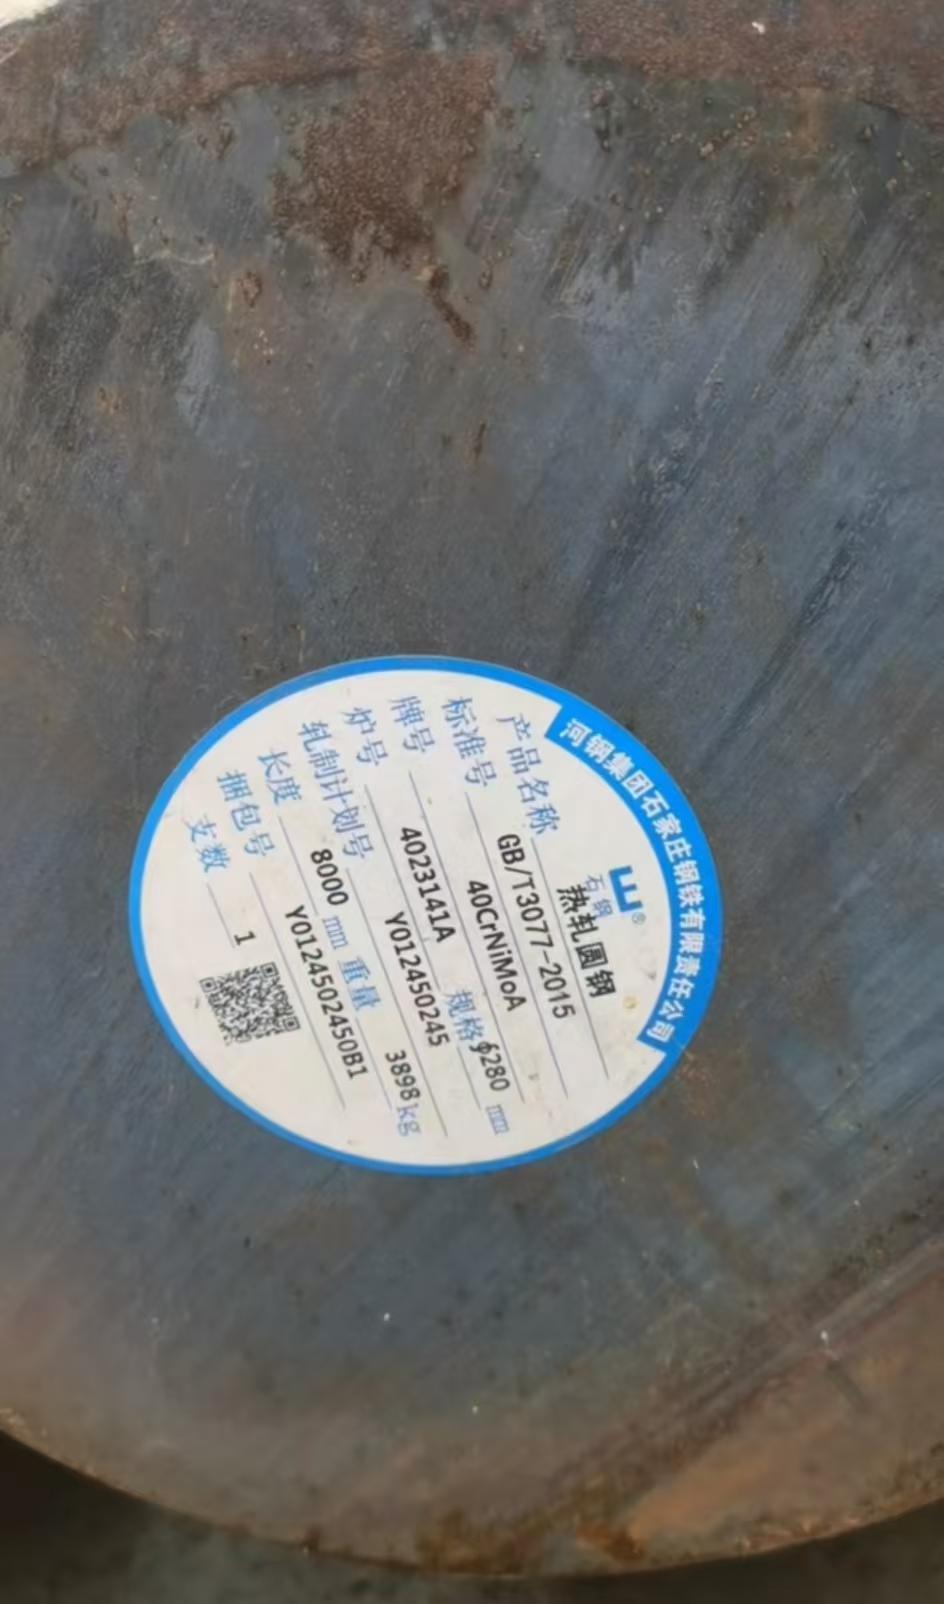 河钢集团石家庄钢铁有限责任公司
®
石钢
产品名称 热轧圆钢
标准号 GB/T3077-2015
牌号 40CrNiMoA 规格 ϕ280 mm
炉号 4023141A
轧制计划号 Y012450245
长度 8000 mm 重量 3898 kg
捆包号 Y0124502450B1
支数 1